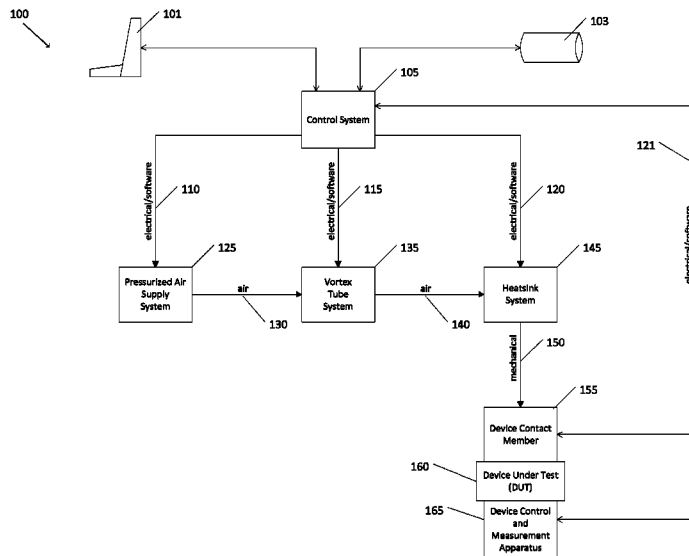 100
101
103
105
Control System
121
electrical/software
110
electrical/software
115
electrical/software
120
electrical/software
125
135
145
Pressurized Air
Supply
System
air
130
Vortex
Tube
System
air
140
HeatsInk
System
mechanical
150
155
Device Contact
Member
160
Device Under Test
(DUT)
165
Device Control
and
Measurement
Apparatus